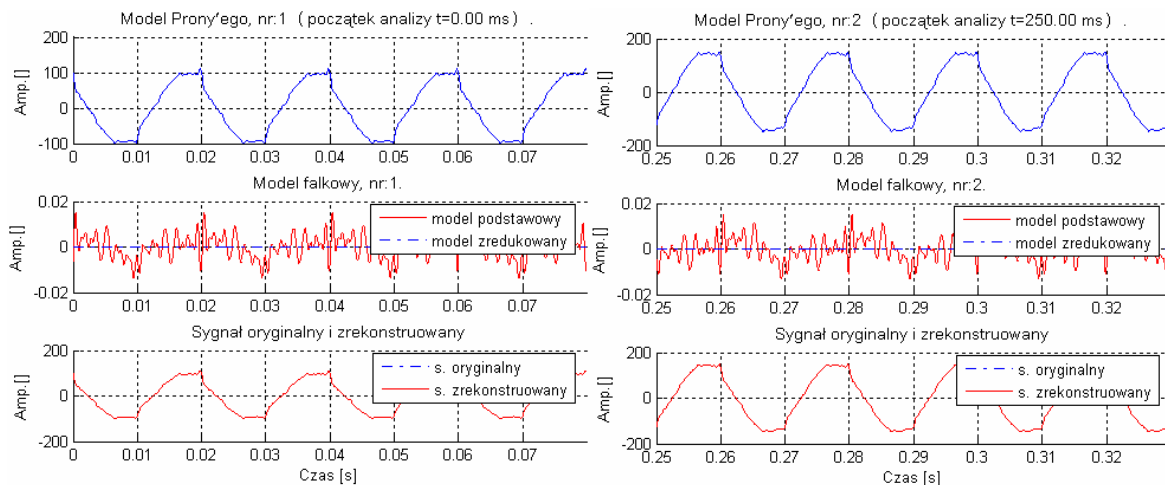 Model Prony'ego, nr:1 (początek analizy t=0.00 ms) .
200
100
0
-100
Amp.[]
0 0.01 0.02 0.03 0.04 0.05 0.06 0.07
Model falkowy, nr:1.
0.02
0
-0.02
Amp.[]
model podstawowy
model zredukowany
0 0.01 0.02 0.03 0.04 0.05 0.06 0.07
Sygnał oryginalny i zrekonstruowany
200
0
-200
Amp.[]
s. oryginalny
s. zrekonstruowany
0 0.01 0.02 0.03 0.04 0.05 0.06 0.07
Czas [s]
Model Prony'ego, nr:2 (początek analizy t=250.00 ms) .
200
0
-200
Amp.[]
0.25 0.26 0.27 0.28 0.29 0.3 0.31 0.32
Model falkowy, nr:2.
0.02
0
-0.02
Amp.[]
model podstawowy
model zredukowany
0.25 0.26 0.27 0.28 0.29 0.3 0.31 0.32
Sygnał oryginalny i zrekonstruowany
200
0
-200
Amp.[]
s. oryginalny
s. zrekonstruowany
0.25 0.26 0.27 0.28 0.29 0.3 0.31 0.32
Czas [s]